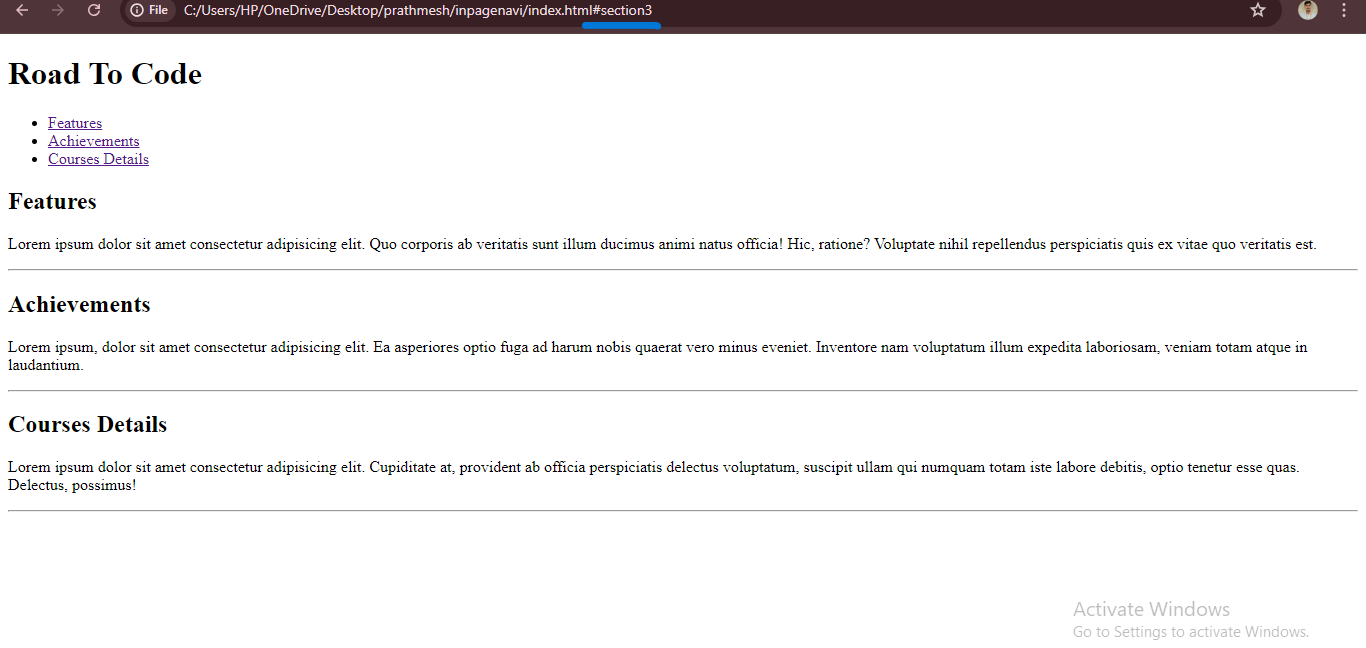 File C:/Users/HP/OneDrive/Desktop/prathmesh/inpagenavi/index.html#section3
Road To Code
Features
Achievements
Courses Details
Features
Lorem ipsum dolor sit amet consectetur adipisicing elit. Quo corporis ab veritatis sunt illum ducimus animi natus officia! Hic, ratione? Voluptate nihil repellendus perspiciatis quis ex vitae quo veritatis est.
Achievements
Lorem ipsum, dolor sit amet consectetur adipisicing elit. Ea asperiores optio fuga ad harum nobis quaerat vero minus eveniet. Inventore nam voluptatum illum expedita laboriosam, veniam totam atque in
laudantium.
Courses Details
Lorem ipsum dolor sit amet consectetur adipisicing elit. Cupiditate at, provident ab officia perspiciatis delectus voluptatum, suscipit ullam qui numquam totam iste labore debitis, optio tenetur esse quas.
Delectus, possimus!
Activate Windows
Go to Settings to activate Windows.